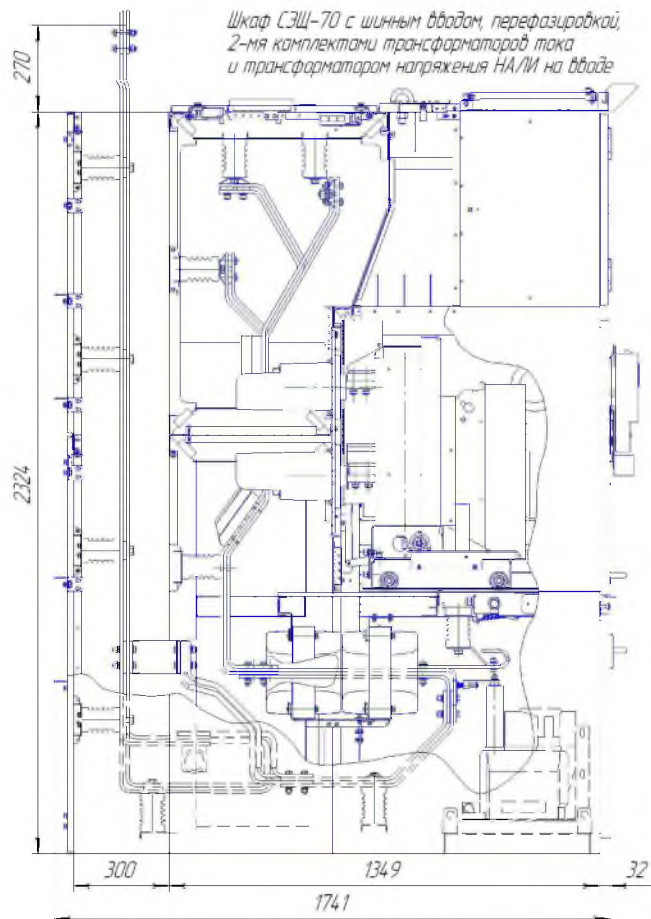 Шкаф СЭЩ-70 с шинным вводом, перефазировкой,
2-мя комплектами трансформаторов тока
и трансформатором напряжения НАЛИ на вводе
270
2324
300
1349
32
1741